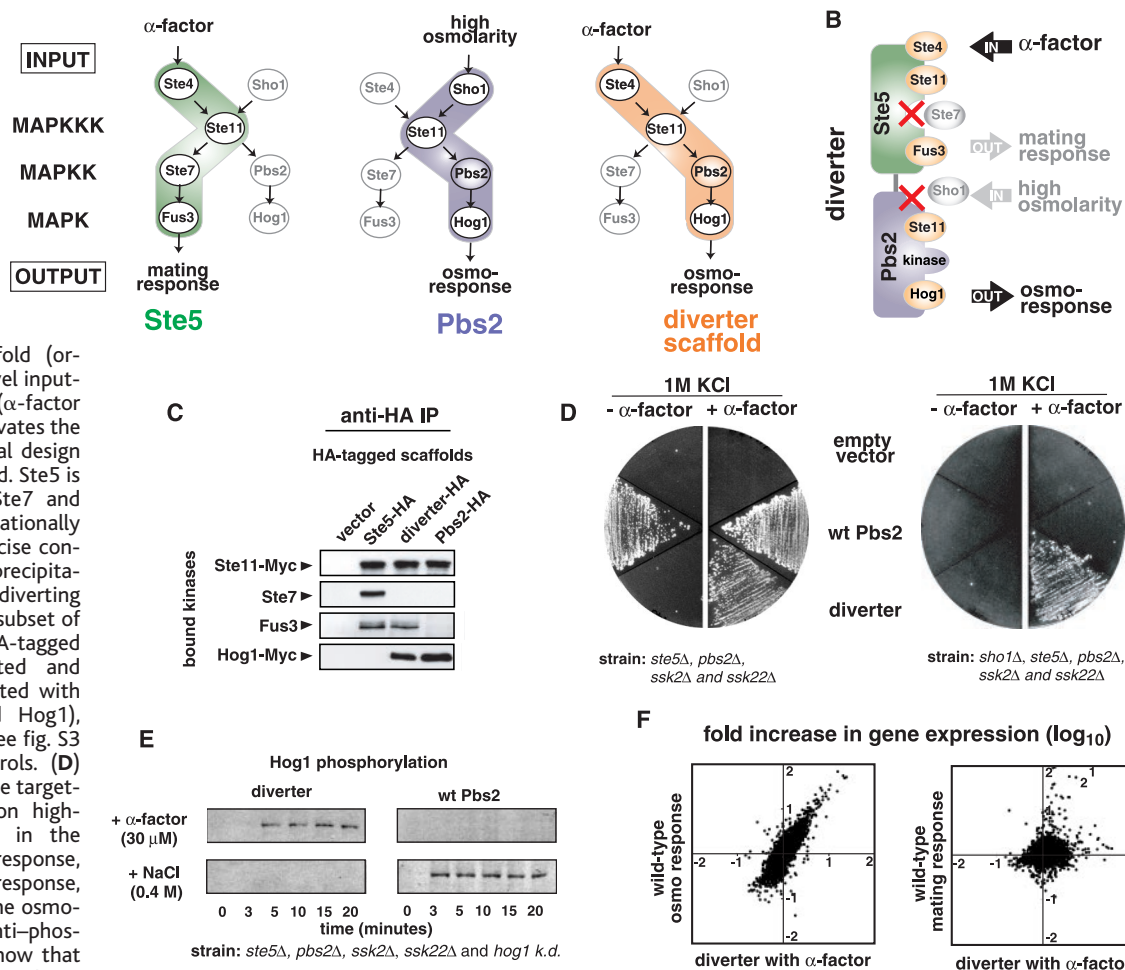 INPUT
MAPKKK
MAPKK
MAPK
OUTPUT
α-factor
Ste4
Sho1
Ste11
Ste7
Pbs2
Fus3
Hog1
mating
response
Ste5
high
osmolarity
Ste4
Sho1
Ste11
Ste7
Pbs2
Fus3
Hog1
osmo-
response
Pbs2
α-factor
Ste4
Sho1
Ste11
Ste7
Pbs2
Fus3
Hog1
osmo-
response
diverter
scaffold
B
diverter
Ste5
Pbs2
Ste4
IN
α-factor
Ste11
Ste7
Fus3
OUT
mating
response
Sho1
IN
high
osmolarity
Ste11
kinase
Hog1
OUT
osmo-
response
fold (or-
vel input-
(α-factor
vates the
al design
d. Ste5 is
Ste7 and
ationally
cise con-
precipita-
diverting
subset of
A-tagged
ted and
ted with
d Hog1),
ee fig. S3
rols. (D)
e target-
on high-
in the
response,
response,
ne osmo-
nti–phos-
now that
C
anti-HA IP
HA-tagged scaffolds
vector
Ste5-HA
diverter-HA
Pbs2-HA
bound kinases
Ste11-Myc
Ste7
Fus3
Hog1-Myc
D
1M KCl
- α-factor + α-factor
empty
vector
wt Pbs2
diverter
strain: ste5Δ, pbs2Δ,
ssk2Δ and ssk22Δ
1M KCl
- α-factor + α-factor
strain: sho1Δ, ste5Δ, pbs2Δ,
ssk2Δ and ssk22Δ
E
Hog1 phosphorylation
diverter
wt Pbs2
+ α-factor
(30 μM)
+ NaCl
(0.4 M)
0 3 5 10 15 20
0 3 5 10 15 20
time (minutes)
strain: ste5Δ, pbs2Δ, ssk2Δ, ssk22Δ and hog1 k.d.
F
fold increase in gene expression (log10)
wild-type
osmo response
2
1
-2
-1
1
2
-1
-2
diverter with α-factor
wild-type
mating response
2
2
1
1
-2
-1
-1
-2
diverter with α-facto